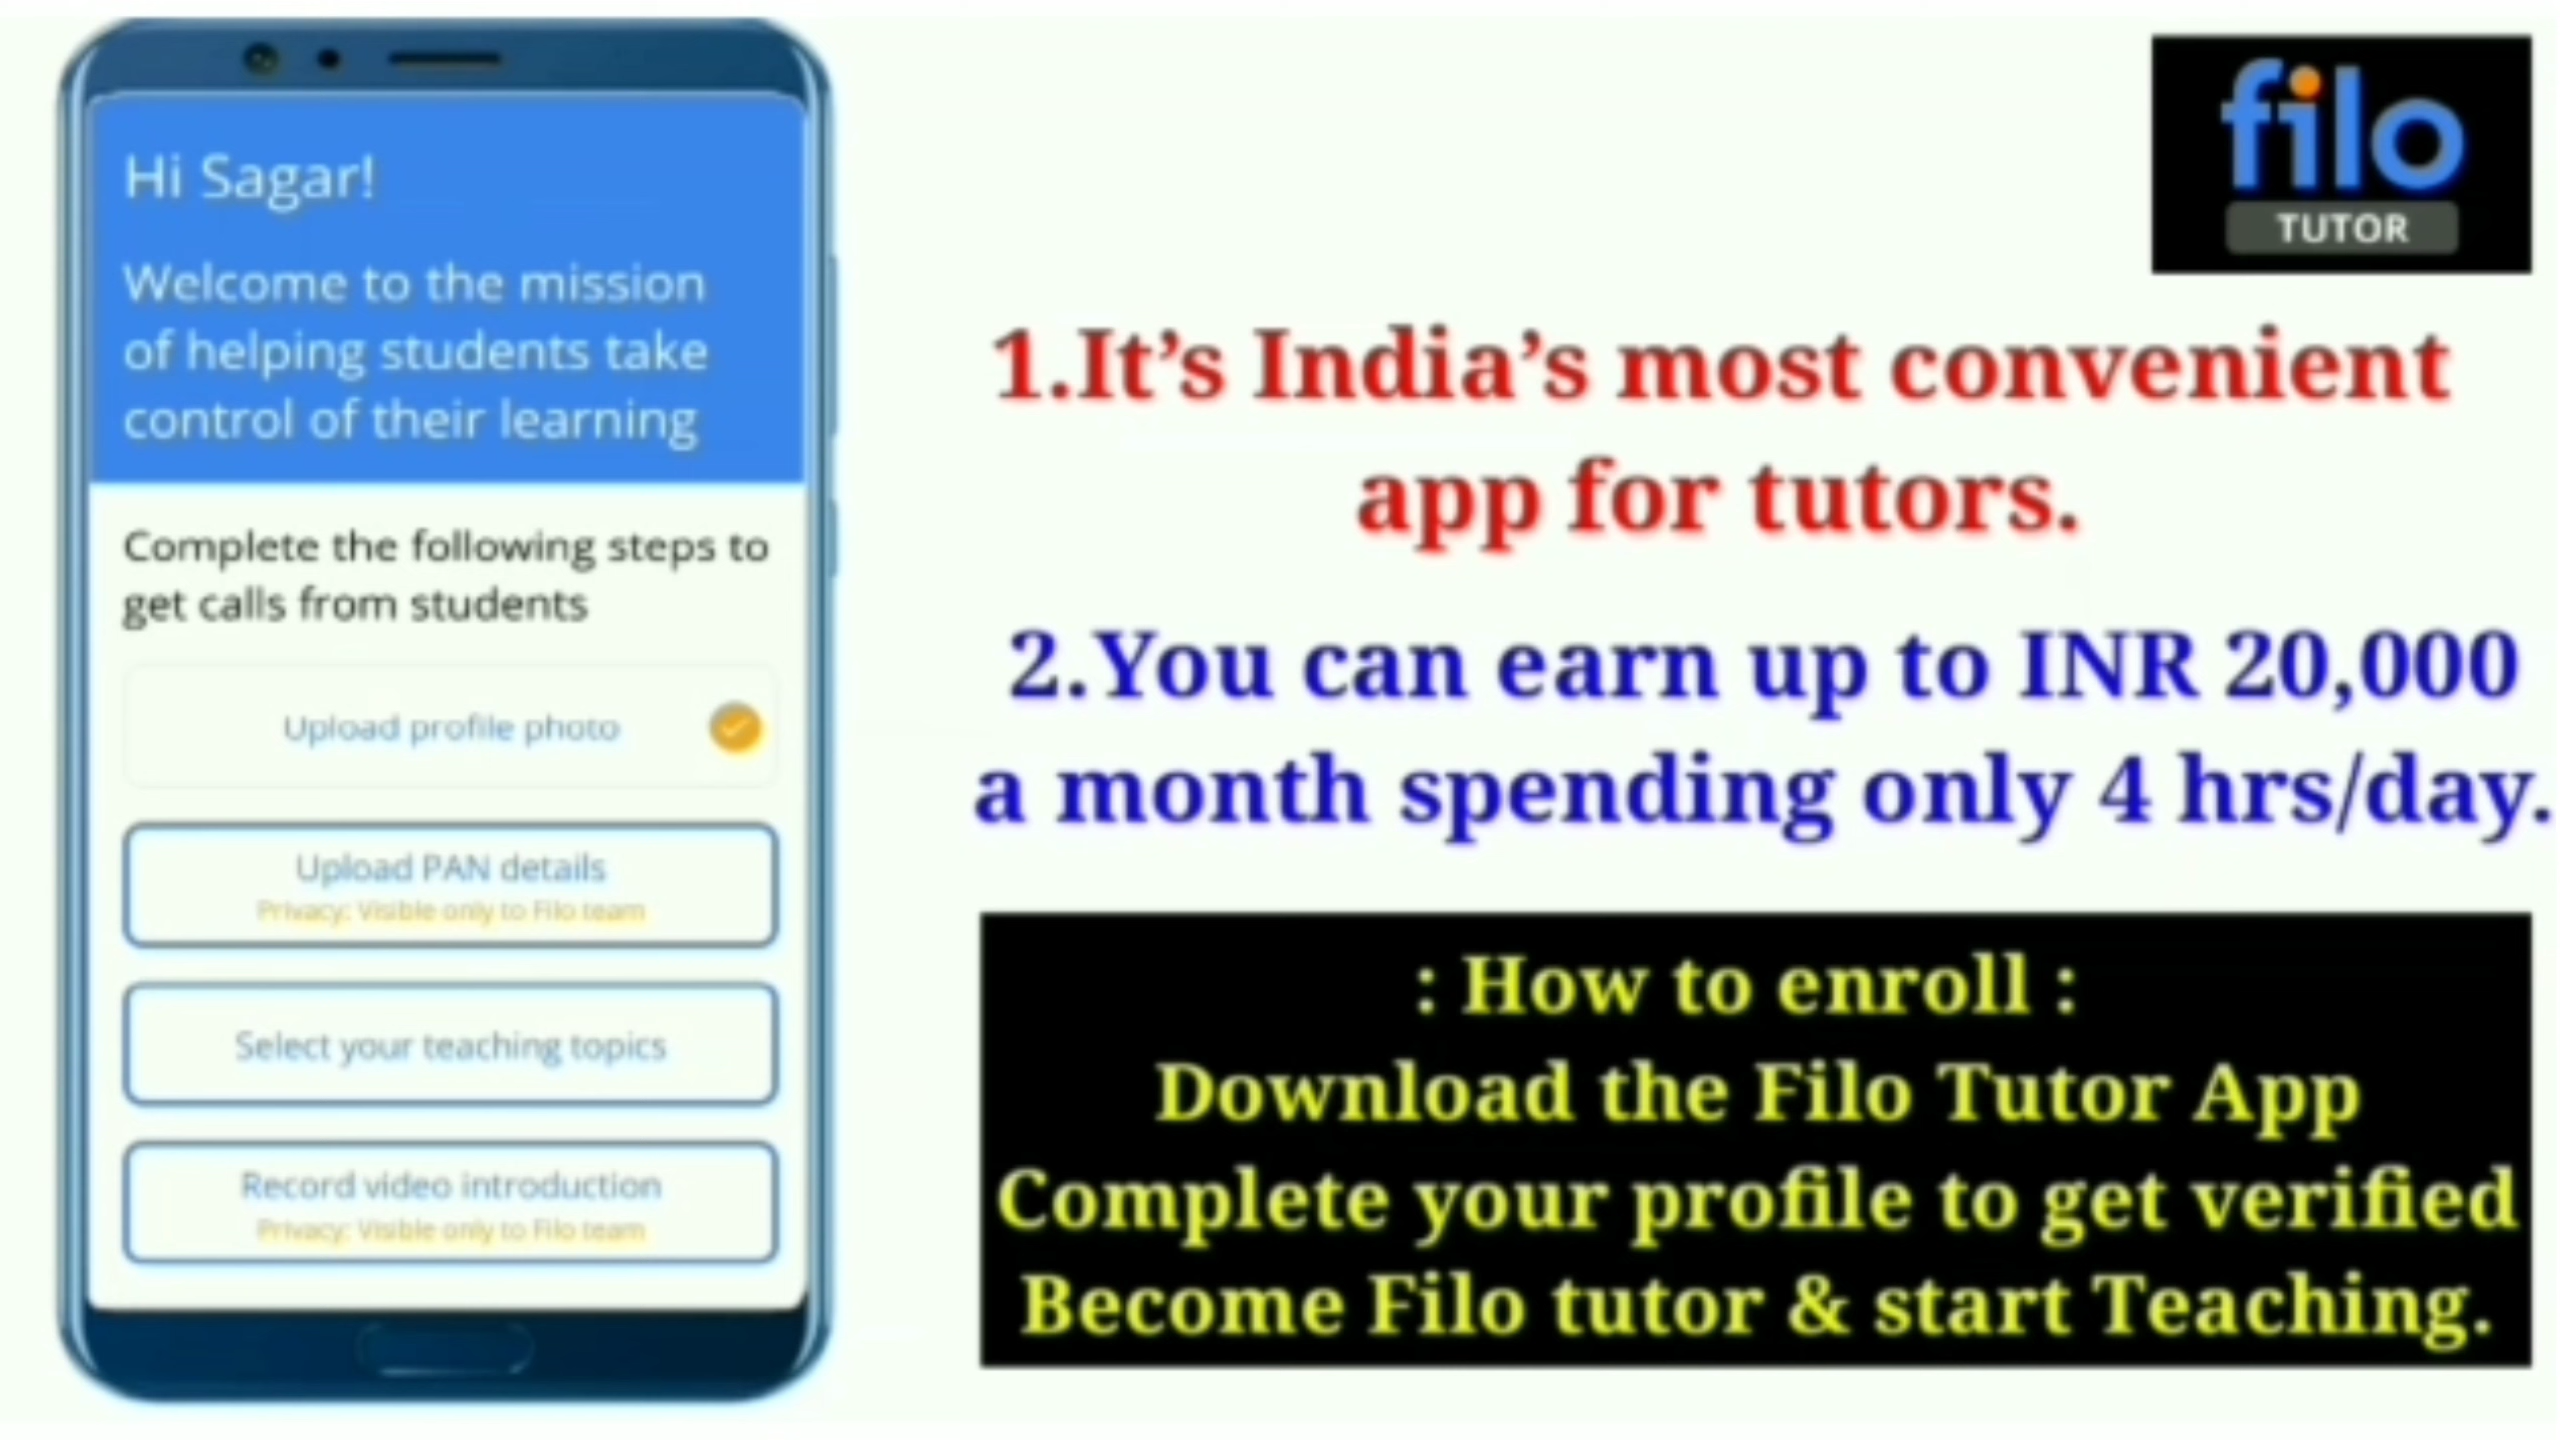 Hi Sagar!
Welcome to the mission
of helping students take
control of their learning
Complete the following steps to
get calls from students
Upload profile photo
Upload PAN details
Privacy: Visible only to Filo team
Select your teaching topics
Record video introduction
Privacy: Visible only to Filo team
filo
TUTOR
1.It’s India’s most convenient
app for tutors.
2.You can earn up to INR 20,000
a month spending only 4 hrs/day.
: How to enroll :
Download the Filo Tutor App
Complete your profile to get verified
Become Filo tutor & start Teaching.